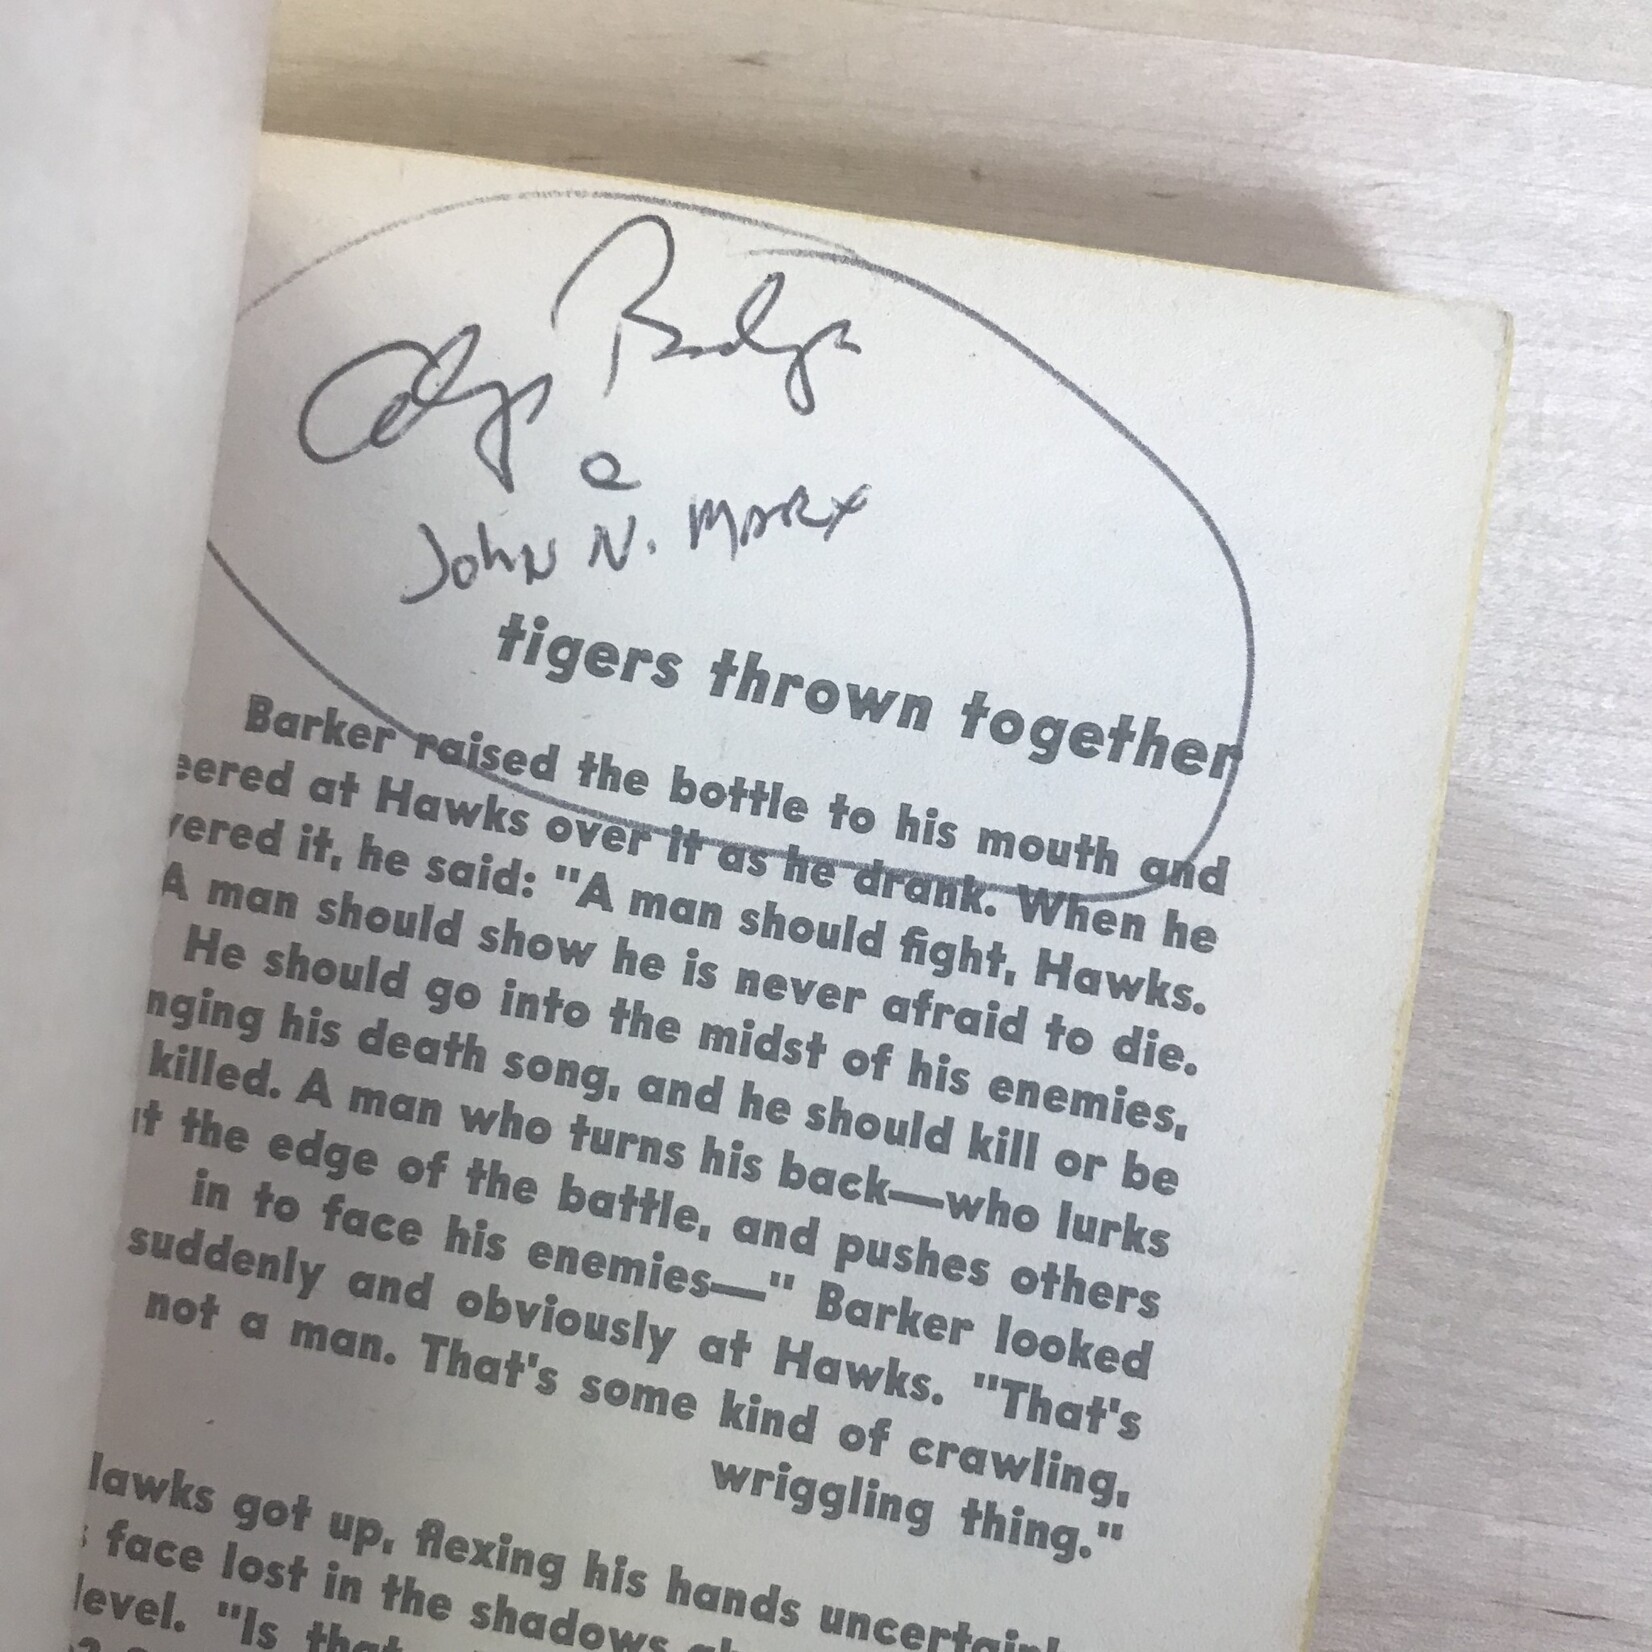 Algis Budrys
e
John N. MARX
tigers thrown together
Barker raised the bottle to his mouth and
eered at Hawks over it as he drank. When he
vered it, he said: "A man should fight, Hawks.
A man should show he is never afraid to die.
He should go into the midst of his enemies,
nging his death song, and he should kill or be
killed. A man who turns his back—who lurks
at the edge of the battle, and pushes others
in to face his enemies—" Barker looked
suddenly and obviously at Hawks. "That's
not a man. That's some kind of crawling,
wriggling thing."
Hawks got up, flexing his hands uncertainl
face lost in the shadows
level. "Is that